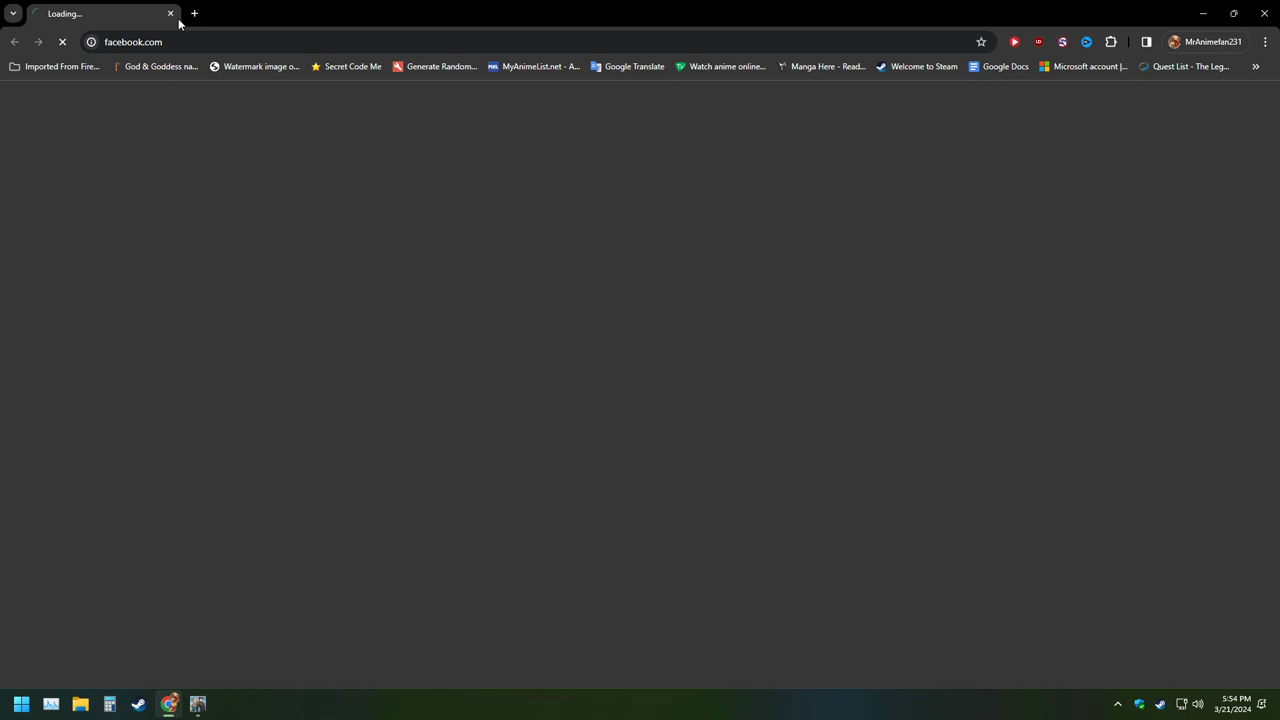 Loading...
facebook.com
MrAnimefan231
Imported From Fire... God & Goddess na... Watermark image o... Secret Code Me Generate Random... MyAnimeList.net - A... Google Translate Watch anime online... Manga Here - Read... Welcome to Steam Google Docs Microsoft account |... Quest List - The Leg...
5:54 PM
3/21/2024